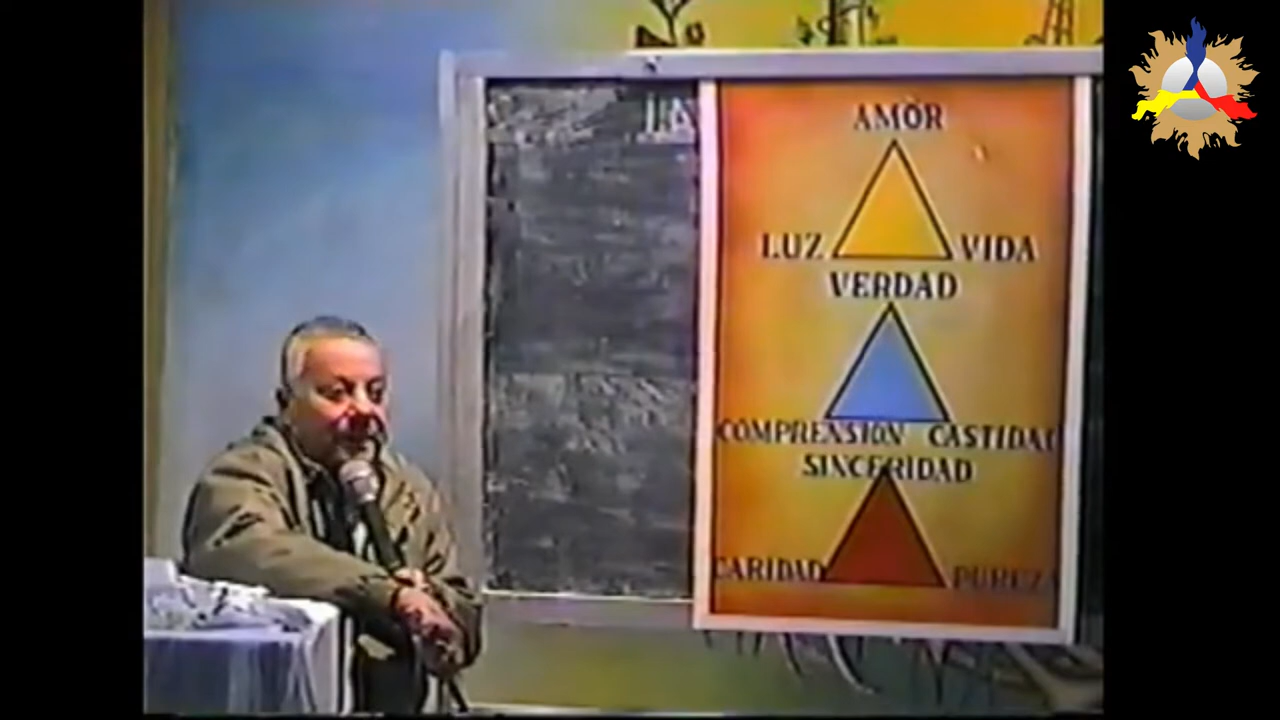 AMOR
LUZ VIDA
VERDAD
COMPRENSION CASTIDAD
SINCERIDAD
CARIDAD PUREZA